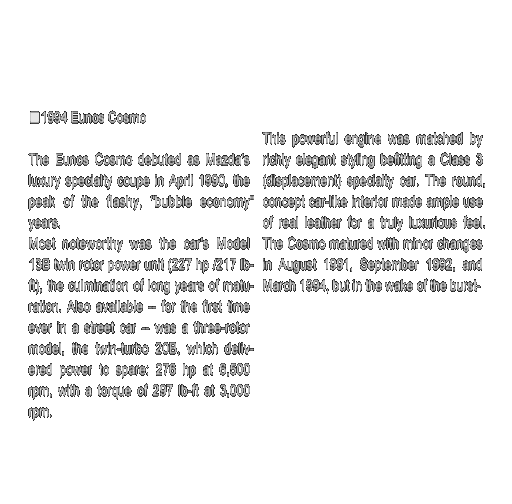 ■1994 Eunos Cosmo
The Eunos Cosmo debuted as Mazda's
luxury specialty coupe in April 1990, the
peak of the flashy, "bubble economy"
years.
Most noteworthy was the car's Model
13B twin rotor power unit (227 hp /217 lb-
ft), the culmination of long years of matu-
ration. Also available – for the first time
ever in a street car – was a three-rotor
model, the twin-turbo 20B, which deliv-
ered power to spare: 276 hp at 6,500
rpm, with a torque of 297 lb-ft at 3,000
rpm.
This powerful engine was matched by
richly elegant styling befitting a Class 3
(displacement) specialty car. The round,
concept car-like interior made ample use
of real leather for a truly luxurious feel.
The Cosmo matured with minor changes
in August 1991, September 1992, and
March 1994, but in the wake of the burst-